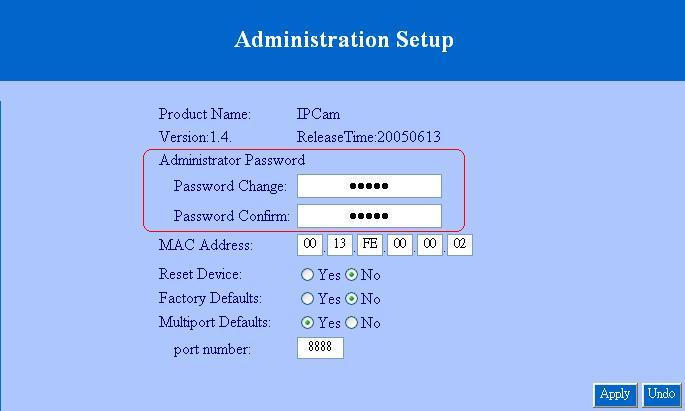 Administration Setup
Product Name: IPCam
Version:1.4. ReleaseTime:20050613
Administrator Password
Password Change: •••••
Password Confirm: •••••
MAC Address: 00 . 13 . FE . 00 . 00 . 02
Reset Device: Yes No
Factory Defaults: Yes No
Multiport Defaults: Yes No
port number: 8888
Apply Undo